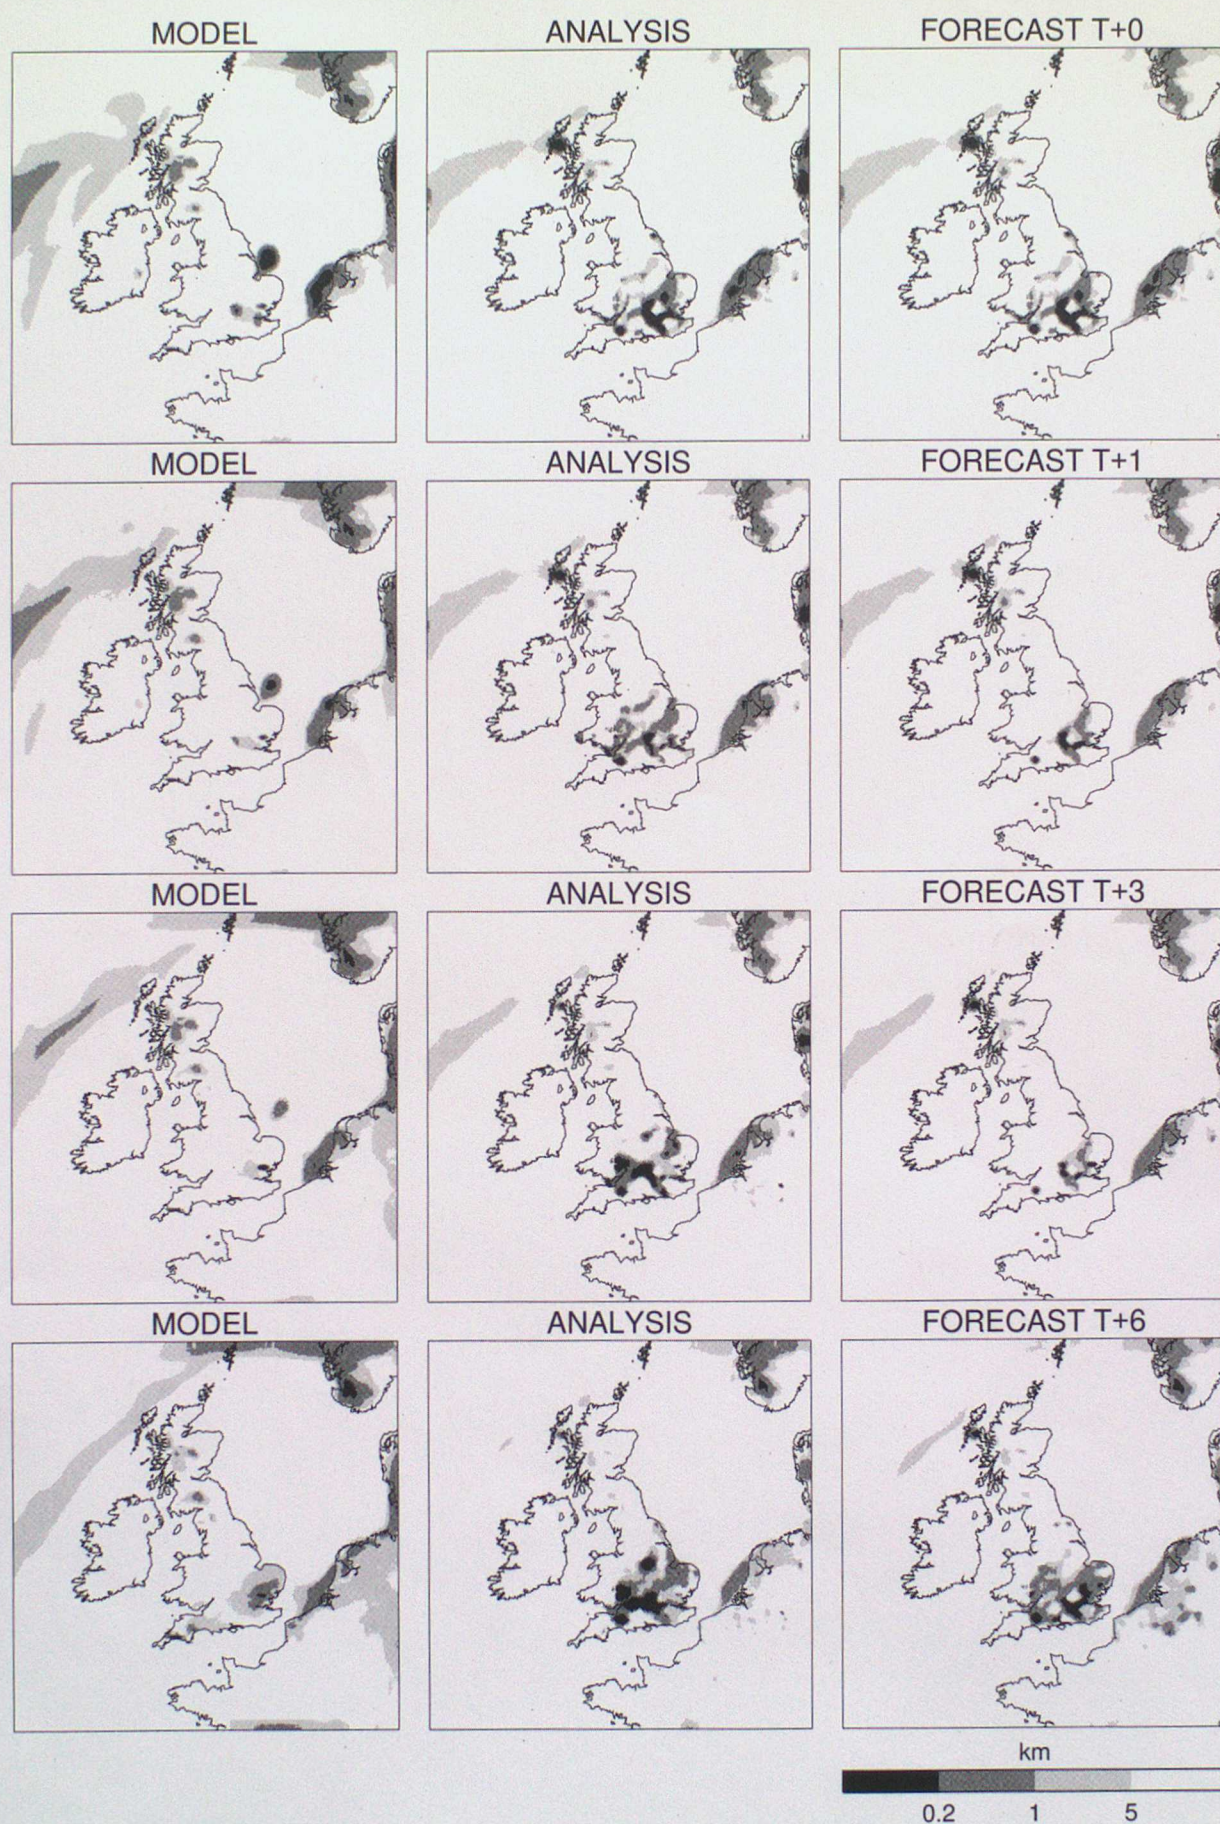 MODEL ANALYSIS FORECAST T+0
MODEL ANALYSIS FORECAST T+1
MODEL ANALYSIS FORECAST T+3
MODEL ANALYSIS FORECAST T+6
km
0.2 1 5